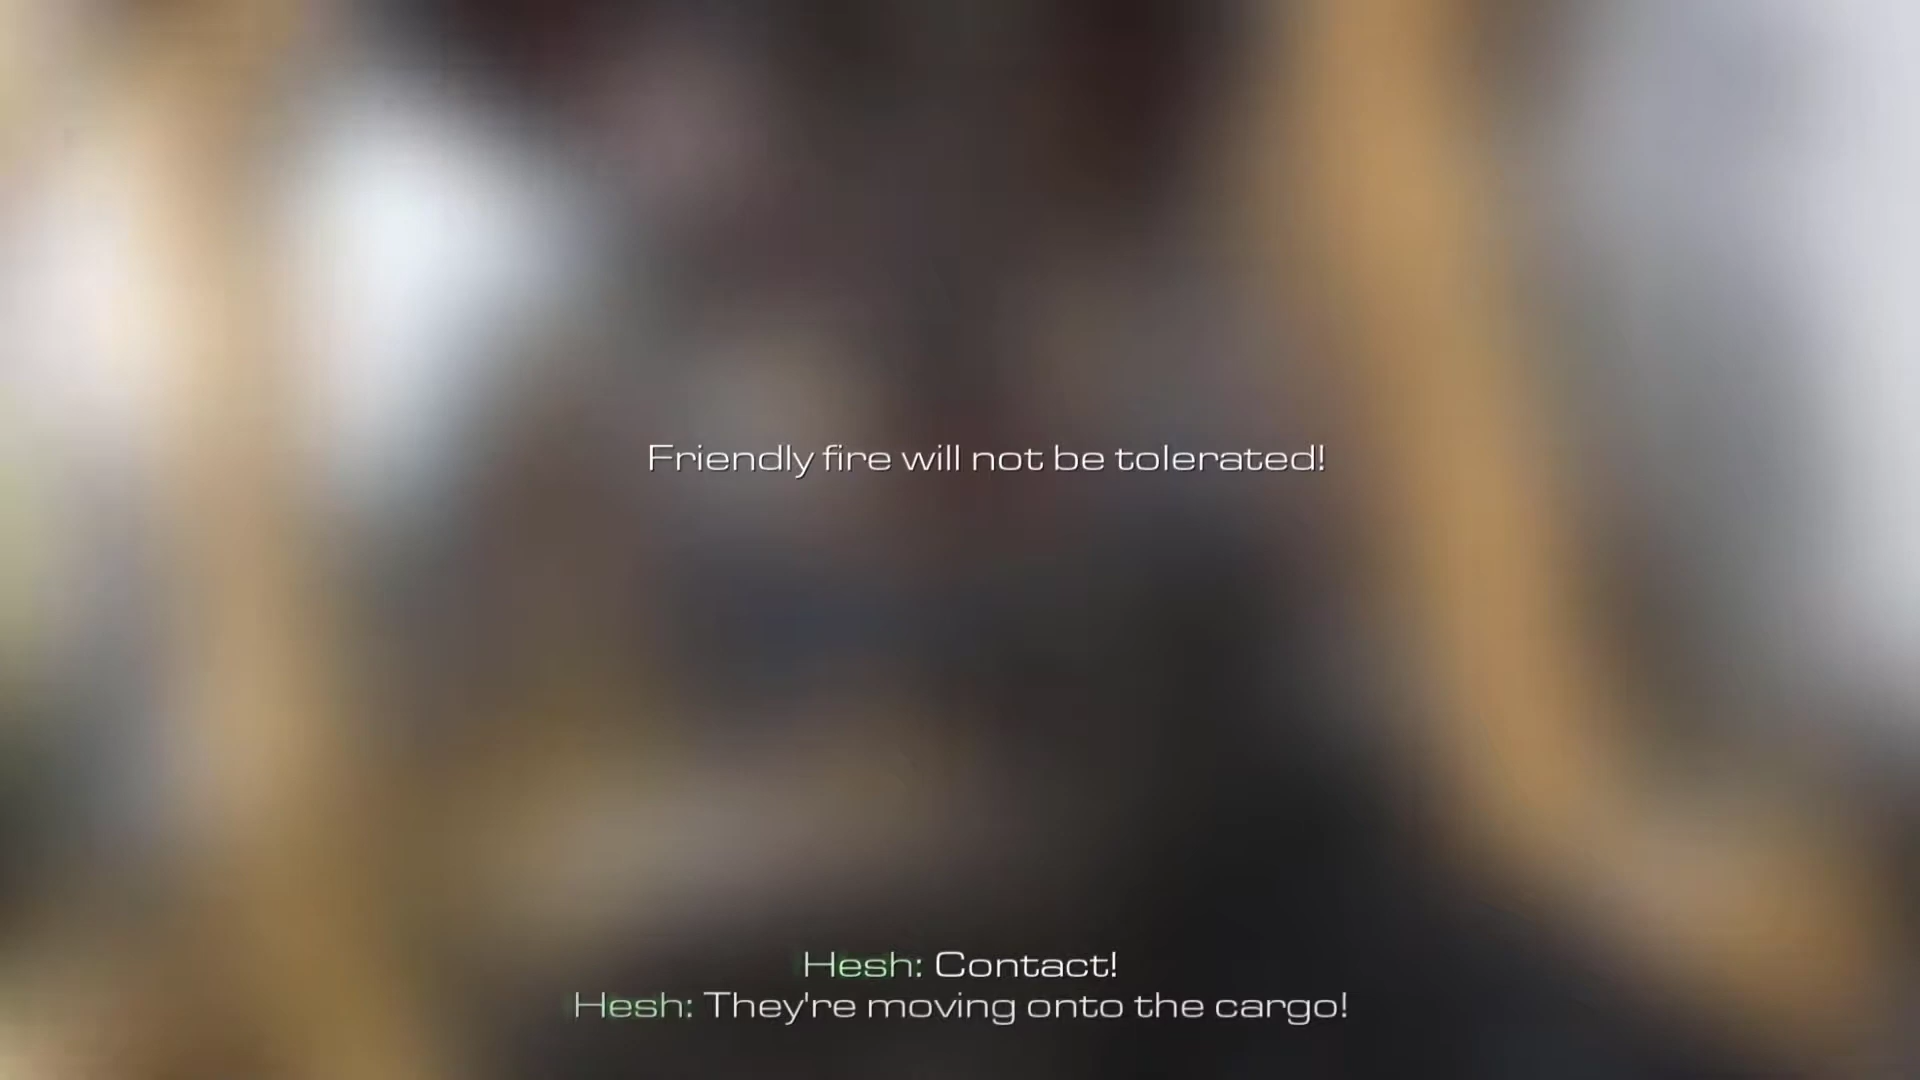 Friendly fire will not be tolerated!
Hesh: Contact!
Hesh: They're moving onto the cargo!